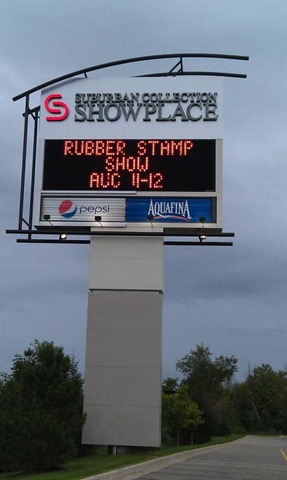 SUBURBAN COLLECTION
SHOWPLACE
RUBBER STAMP
SHOW
AUG 11-12
pepsi
AQUAFINA